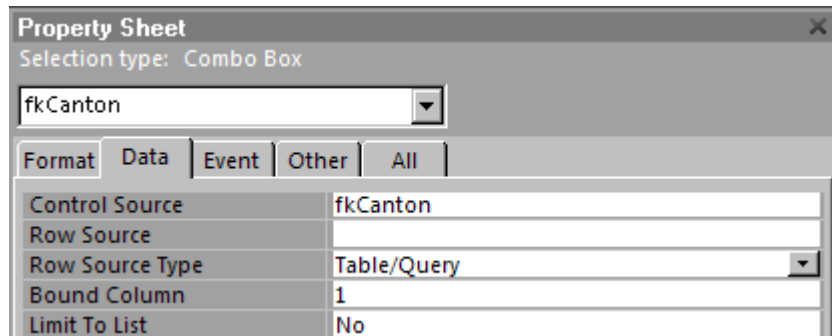 Property Sheet
Selection type: Combo Box
fkCanton
Format Data Event Other All
Control Source fkCanton
Row Source
Row Source Type Table/Query
Bound Column 1
Limit To List No